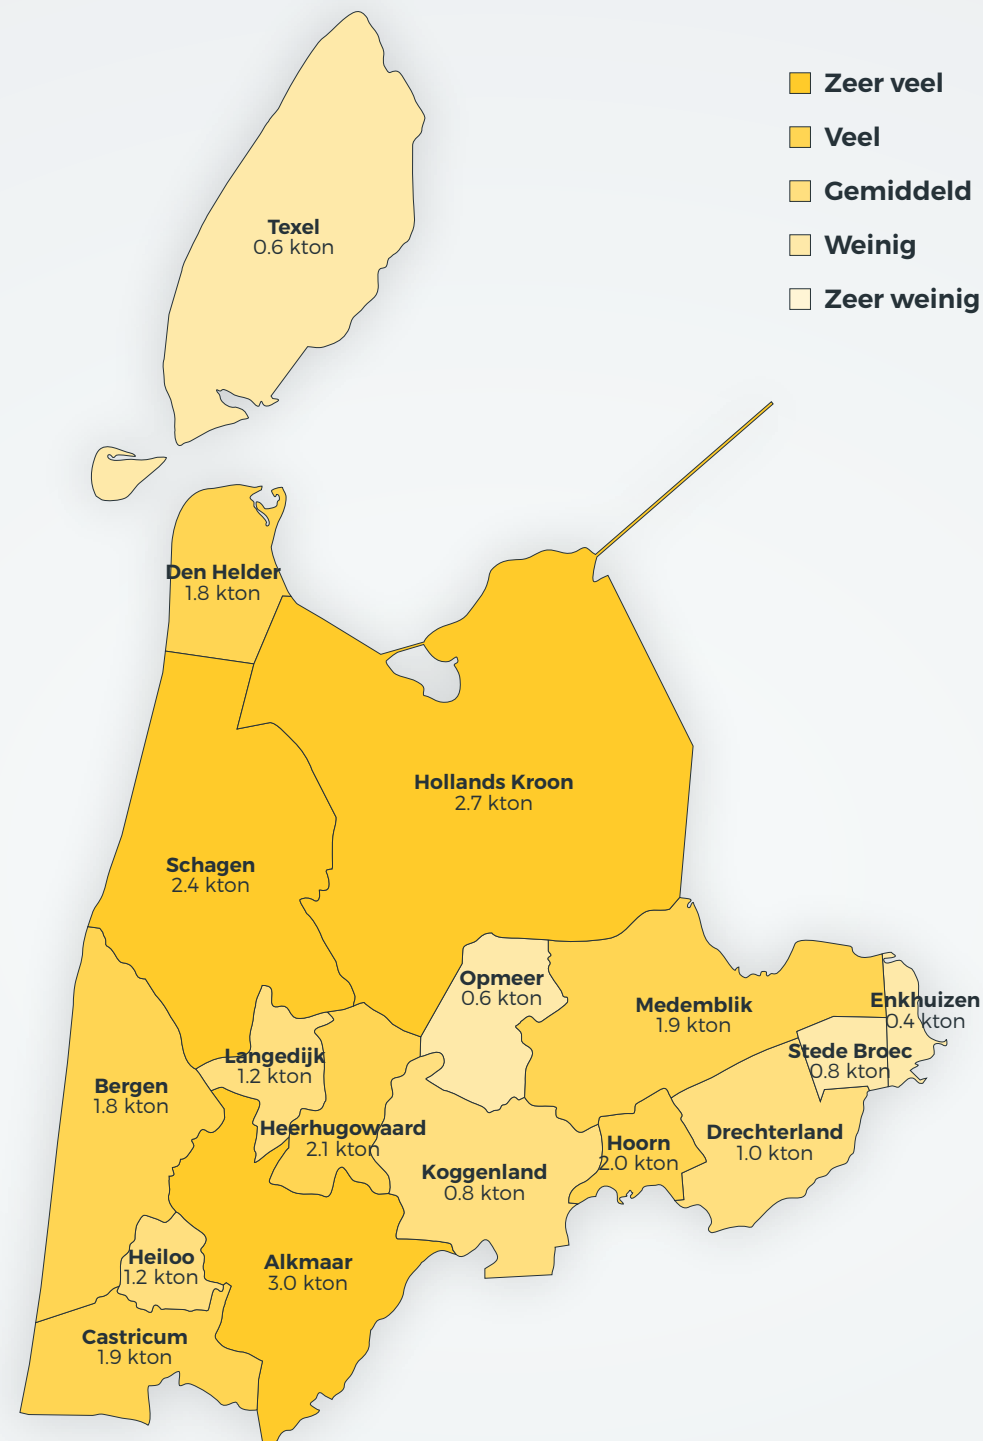 Zeer veel
Veel
Gemiddeld
Weinig
Zeer weinig
Texel
0.6 kton
Den Helder
1.8 kton
Hollands Kroon
2.7 kton
Schagen
2.4 kton
Opmeer
0.6 kton
Medemblik
1.9 kton
Enkhuizen
0.4 kton
Stede Broec
0.8 kton
Langedijk
1.2 kton
Bergen
1.8 kton
Heerhugowaard
2.1 kton
Hoorn
2.0 kton
Drechterland
1.0 kton
Koggenland
0.8 kton
Heiloo
1.2 kton
Alkmaar
3.0 kton
Castricum
1.9 kton